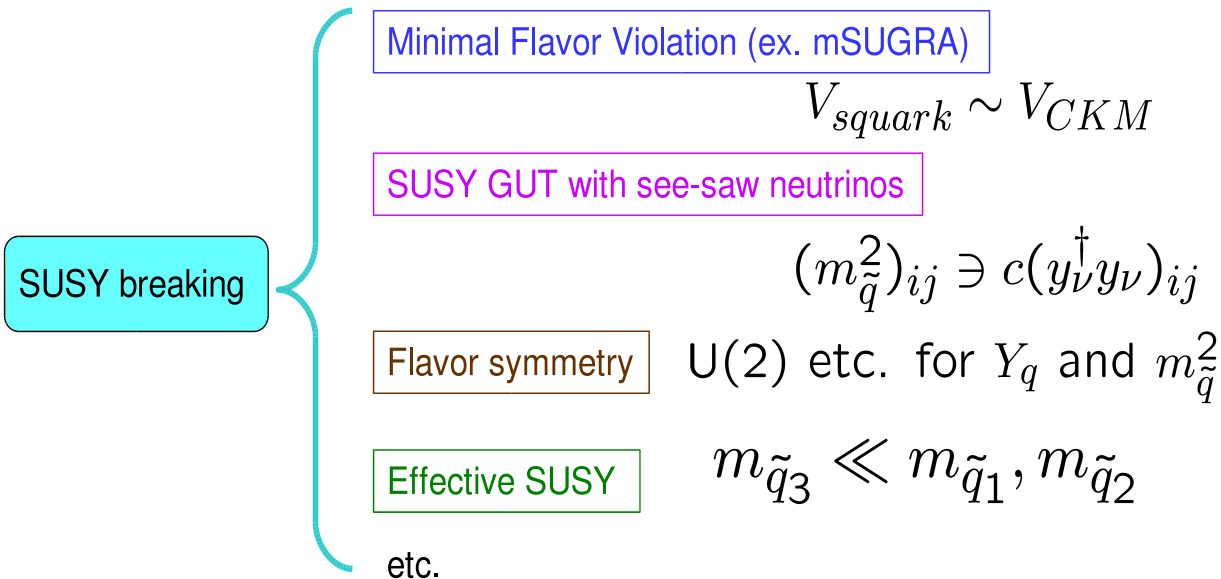 Minimal Flavor Violation (ex. mSUGRA)
V_{squark} ∼ V_{CKM}
SUSY GUT with see-saw neutrinos
(m^2_{\tilde{q}})_{ij} ∋ c(y^†_ν y_ν)_{ij}
SUSY breaking
Flavor symmetry U(2) etc. for Y_q and m^2_{\tilde{q}}
Effective SUSY m_{\tilde{q}_3} ≪ m_{\tilde{q}_1}, m_{\tilde{q}_2}
etc.